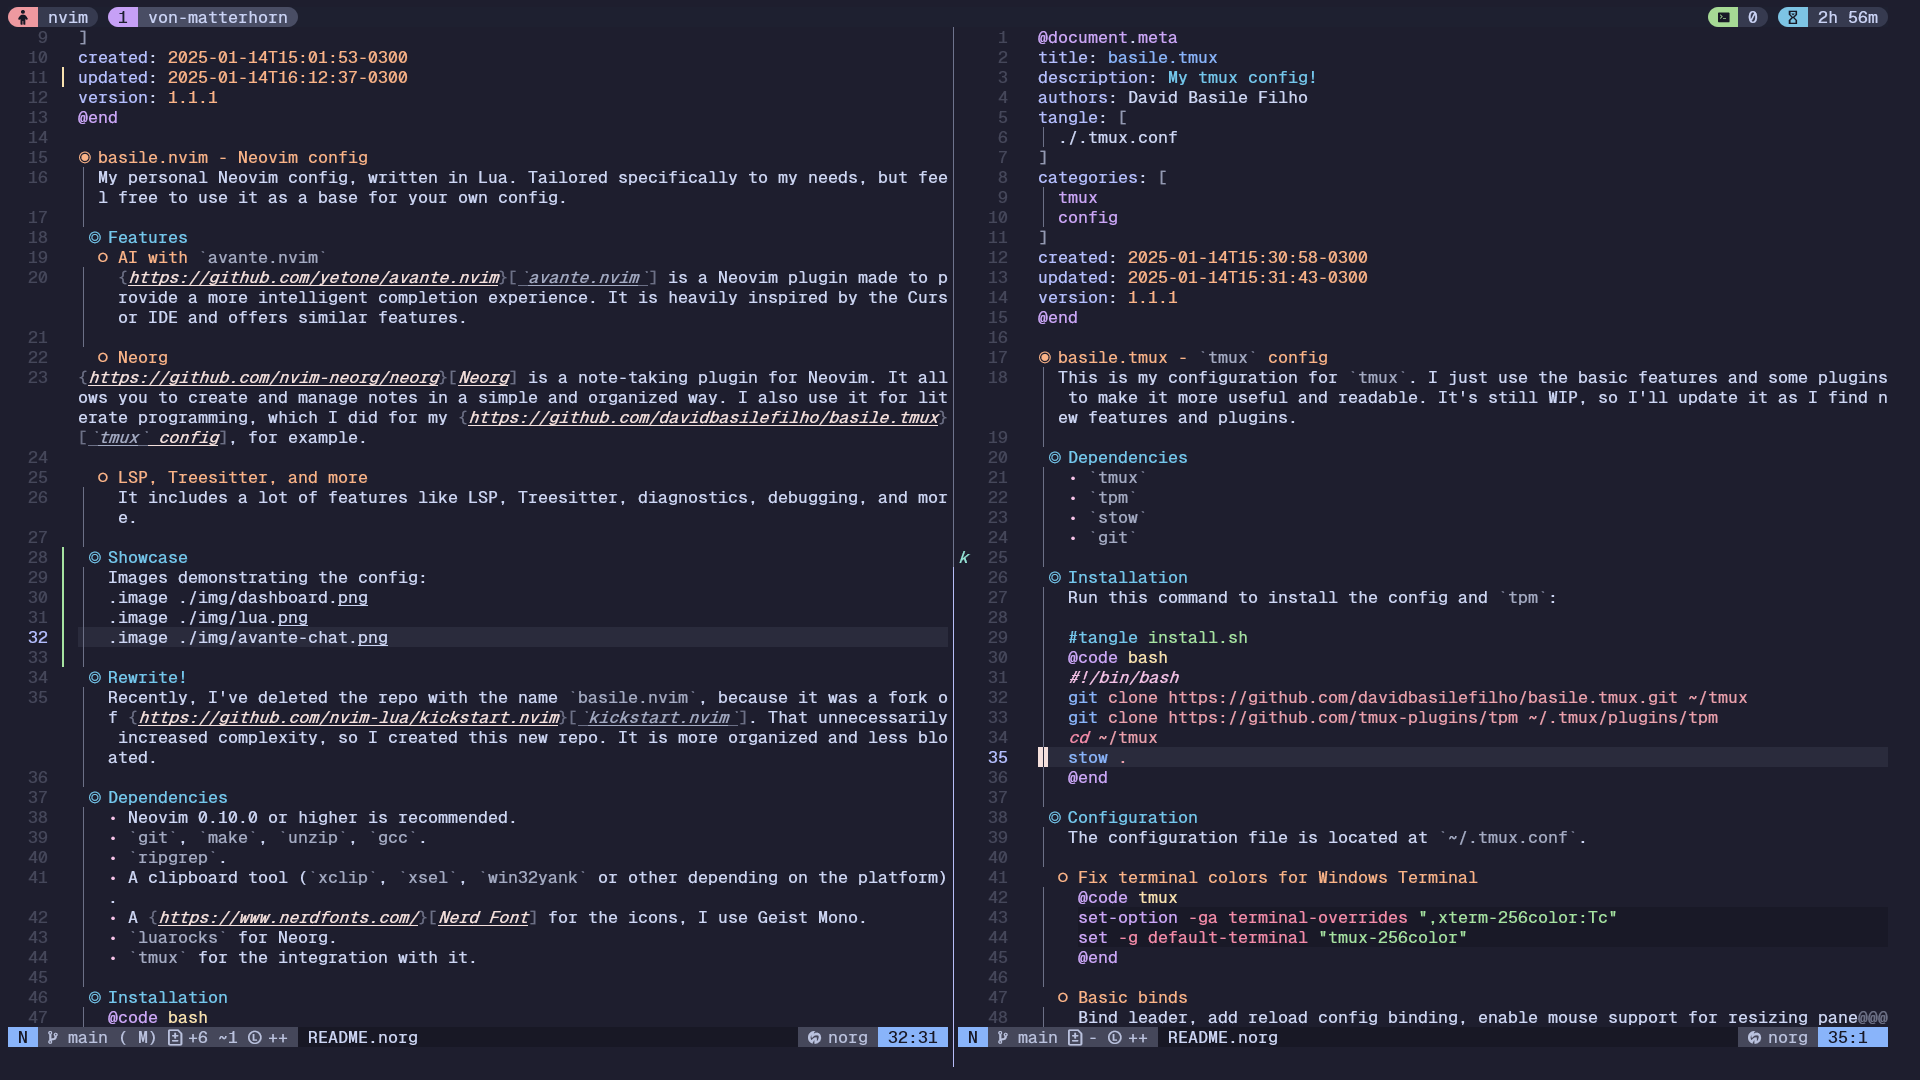 nvim 1 von-matterhorn 0 2h 56m
9 ]
10 created: 2025-01-14T15:01:53-0300
11 updated: 2025-01-14T16:12:37-0300
12 version: 1.1.1
13 @end
14
15 basile.nvim - Neovim config
16 My personal Neovim config, written in Lua. Tailored specifically to my needs, but fee
l free to use it as a base for your own config.
17
18 Features
19 AI with `avante.nvim`
20 {https://github.com/yetone/avante.nvim}[`avante.nvim`] is a Neovim plugin made to p
rovide a more intelligent completion experience. It is heavily inspired by the Curs
or IDE and offers similar features.
21
22 Neorg
23 {https://github.com/nvim-neorg/neorg}[Neorg] is a note-taking plugin for Neovim. It all
ows you to create and manage notes in a simple and organized way. I also use it for lit
erate programming, which I did for my {https://github.com/davidbasilefilho/basile.tmux}
[`tmux` config], for example.
24
25 LSP, Treesitter, and more
26 It includes a lot of features like LSP, Treesitter, diagnostics, debugging, and mor
e.
27
28 Showcase
29 Images demonstrating the config:
30 .image ./img/dashboard.png
31 .image ./img/lua.png
32 .image ./img/avante-chat.png
33
34 Rewrite!
35 Recently, I've deleted the repo with the name `basile.nvim`, because it was a fork o
f {https://github.com/nvim-lua/kickstart.nvim}[`kickstart.nvim`]. That unnecessarily
increased complexity, so I created this new repo. It is more organized and less blo
ated.
36
37 Dependencies
38 • Neovim 0.10.0 or higher is recommended.
39 • `git`, `make`, `unzip`, `gcc`.
40 • `ripgrep`.
41 • A clipboard tool (`xclip`, `xsel`, `win32yank` or other depending on the platform)
.
42 • A {https://www.nerdfonts.com/}[Nerd Font] for the icons, I use Geist Mono.
43 • `luarocks` for Neorg.
44 • `tmux` for the integration with it.
45
46 Installation
47 @code bash
N main ( M) +6 ~1 ++ README.norg norg 32:31
1 @document.meta
2 title: basile.tmux
3 description: My tmux config!
4 authors: David Basile Filho
5 tangle: [
6 ./.tmux.conf
7 ]
8 categories: [
9 tmux
10 config
11 ]
12 created: 2025-01-14T15:30:58-0300
13 updated: 2025-01-14T15:31:43-0300
14 version: 1.1.1
15 @end
16
17 basile.tmux - `tmux` config
18 This is my configuration for `tmux`. I just use the basic features and some plugins
to make it more useful and readable. It's still WIP, so I'll update it as I find n
ew features and plugins.
19
20 Dependencies
21 • `tmux`
22 • `tpm`
23 • `stow`
24 • `git`
k 25
26 Installation
27 Run this command to install the config and `tpm`:
28
29 #tangle install.sh
30 @code bash
31 #!/bin/bash
32 git clone https://github.com/davidbasilefilho/basile.tmux.git ~/tmux
33 git clone https://github.com/tmux-plugins/tpm ~/.tmux/plugins/tpm
34 cd ~/tmux
35 stow .
36 @end
37
38 Configuration
39 The configuration file is located at `~/.tmux.conf`.
40
41 Fix terminal colors for Windows Terminal
42 @code tmux
43 set-option -ga terminal-overrides ",xterm-256color:Tc"
44 set -g default-terminal "tmux-256color"
45 @end
46
47 Basic binds
48 Bind leader, add reload config binding, enable mouse support for resizing pane@@@
N main - ++ README.norg norg 35:1